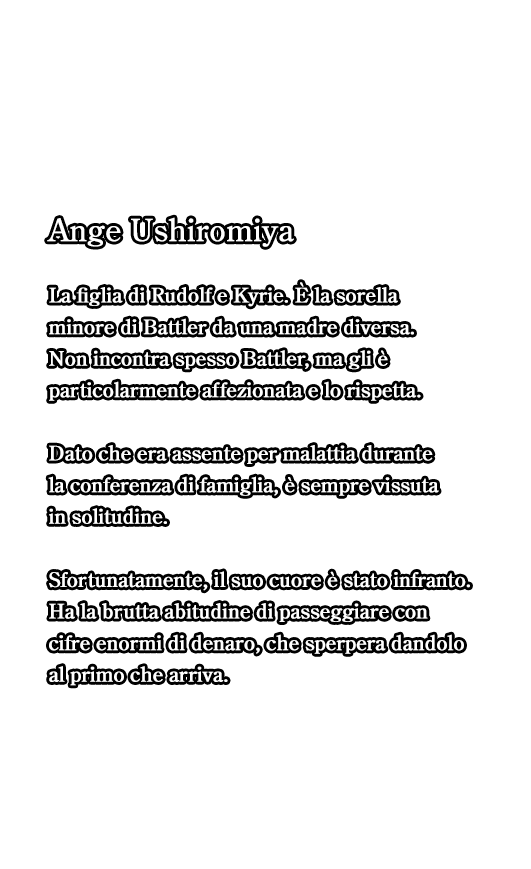 Ange Ushiromiya
La figlia di Rudolf e Kyrie. È la sorella
minore di Battler da una madre diversa.
Non incontra spesso Battler, ma gli è
particolarmente affezionata e lo rispetta.
Dato che era assente per malattia durante
la conferenza di famiglia, è sempre vissuta
in solitudine.
Sfortunatamente, il suo cuore è stato infranto.
Ha la brutta abitudine di passeggiare con
cifre enormi di denaro, che sperpera dandolo
al primo che arriva.